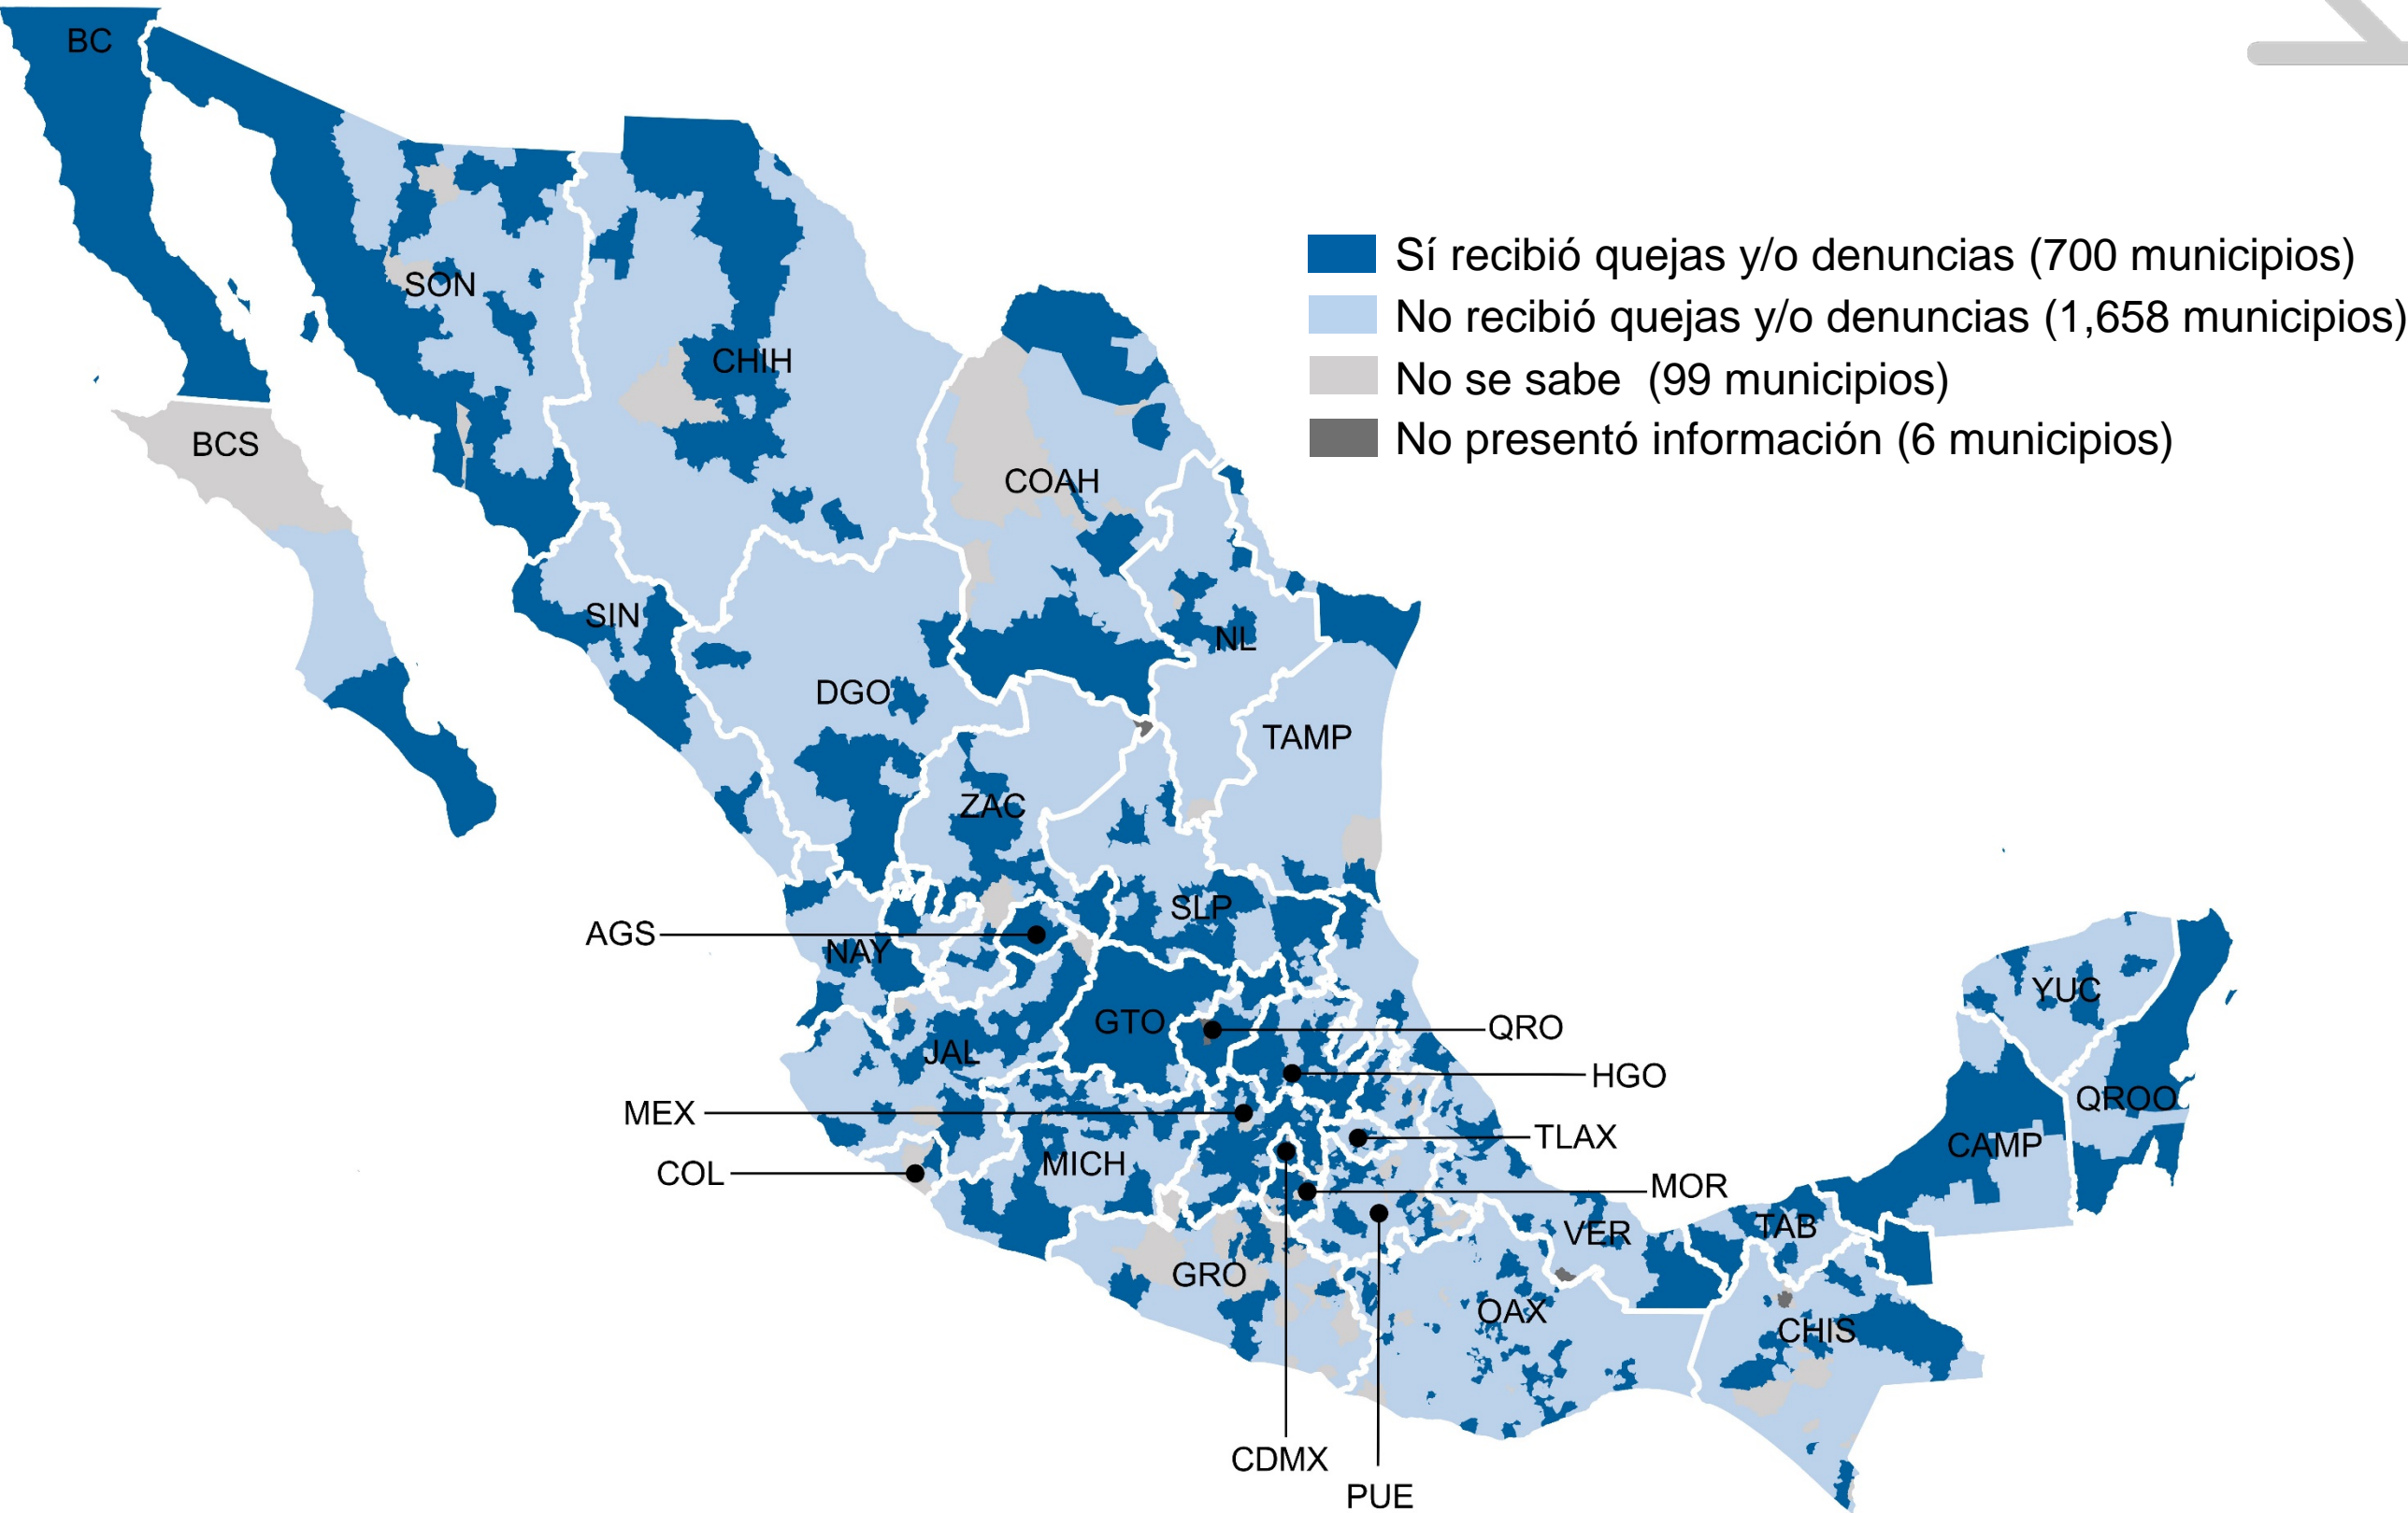 BC
Sí recibió quejas y/o denuncias (700 municipios)
No recibió quejas y/o denuncias (1,658 municipios)
No se sabe (99 municipios)
No presentó información (6 municipios)
SON
CHIH
BCS
COAH
SIN
NL
DGO
TAMP
ZAC
SLP
AGS
NAY
YUC
GTO
QRO
JAL
HGO
QROO
MEX
TLAX
CAMP
COL
MICH
MOR
VER
TAB
GRO
OAX
CHIS
CDMX
PUE